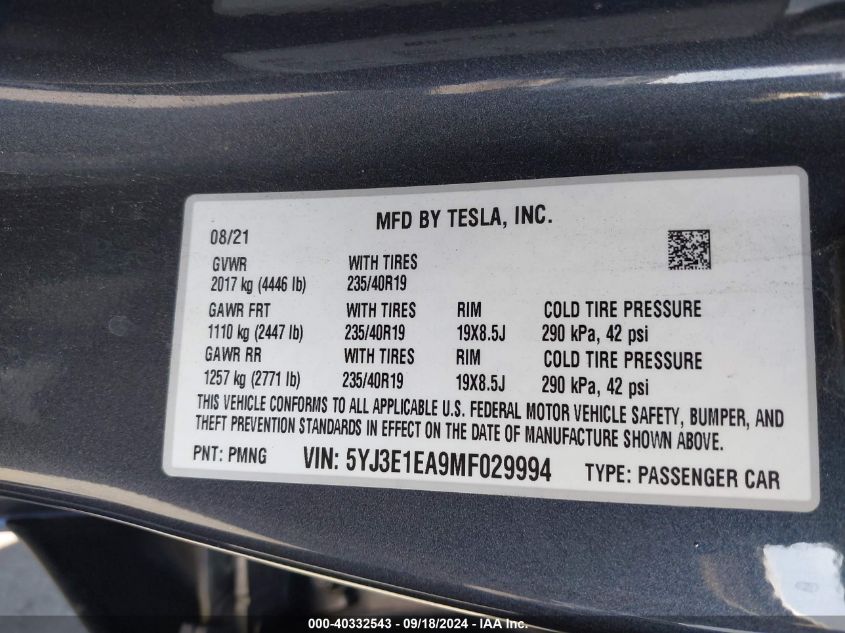 MFD BY TESLA, INC.
08/21
GVWR WITH TIRES
2017 kg (4446 lb) 235/40R19
GAWR FRT WITH TIRES RIM COLD TIRE PRESSURE
1110 kg (2447 lb) 235/40R19 19X8.5J 290 kPa, 42 psi
GAWR RR WITH TIRES RIM COLD TIRE PRESSURE
1257 kg (2771 lb) 235/40R19 19X8.5J 290 kPa, 42 psi
THIS VEHICLE CONFORMS TO ALL APPLICABLE U.S. FEDERAL MOTOR VEHICLE SAFETY, BUMPER, AND
THEFT PREVENTION STANDARDS IN EFFECT ON THE DATE OF MANUFACTURE SHOWN ABOVE.
PNT: PMNG VIN: 5YJ3E1EA9MF029994 TYPE: PASSENGER CAR
000-40332543 - 09/18/2024 - IAA Inc.